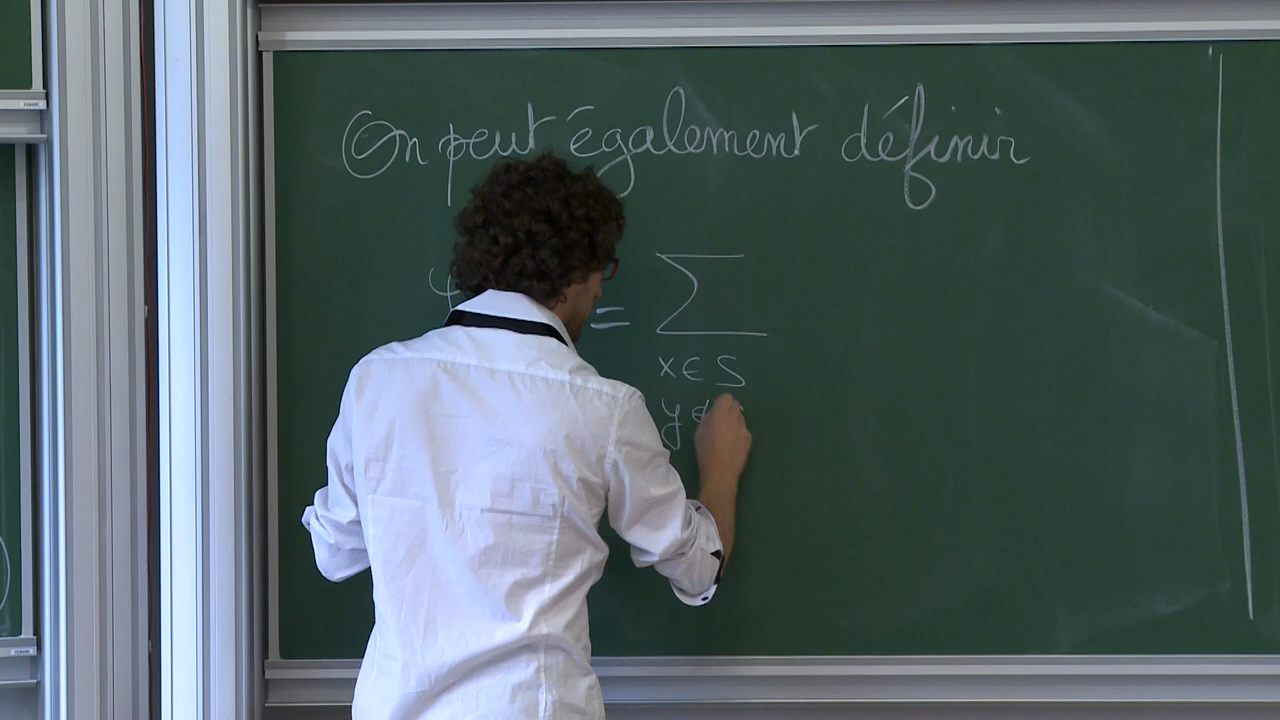 On peut également définir
= ∑
x ∈ S
y ∉